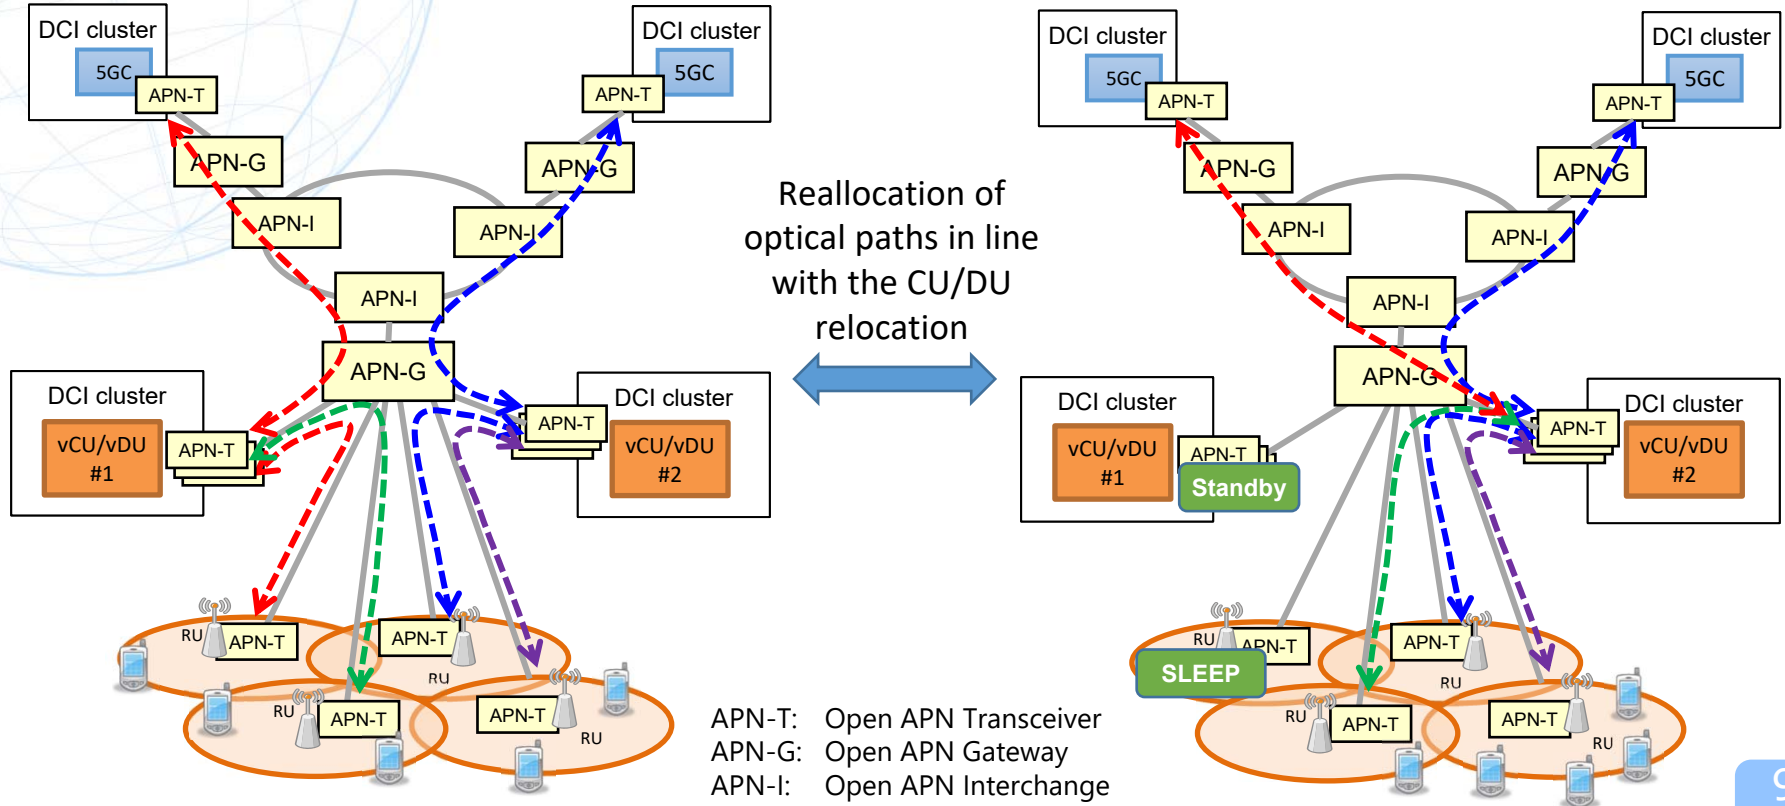 DCI cluster
5GC
APN-T
APN-G
APN-I
DCI cluster
5GC
APN-T
APN-G
APN-I
APN-I
APN-G
DCI cluster
vCU/vDU
#1
APN-T
DCI cluster
vCU/vDU
#2
APN-T
RU
APN-T
APN-T
RU
RU
APN-T
APN-T
RU
Reallocation of
optical paths in line
with the CU/DU
relocation
DCI cluster
5GC
APN-T
APN-G
APN-I
DCI cluster
5GC
APN-T
APN-G
APN-I
APN-I
APN-G
DCI cluster
vCU/vDU
#1
APN-T
Standby
DCI cluster
vCU/vDU
#2
APN-T
RU
APN-T
SLEEP
APN-T
RU
RU
APN-T
APN-T
RU
APN-T: Open APN Transceiver
APN-G: Open APN Gateway
APN-I: Open APN Interchange